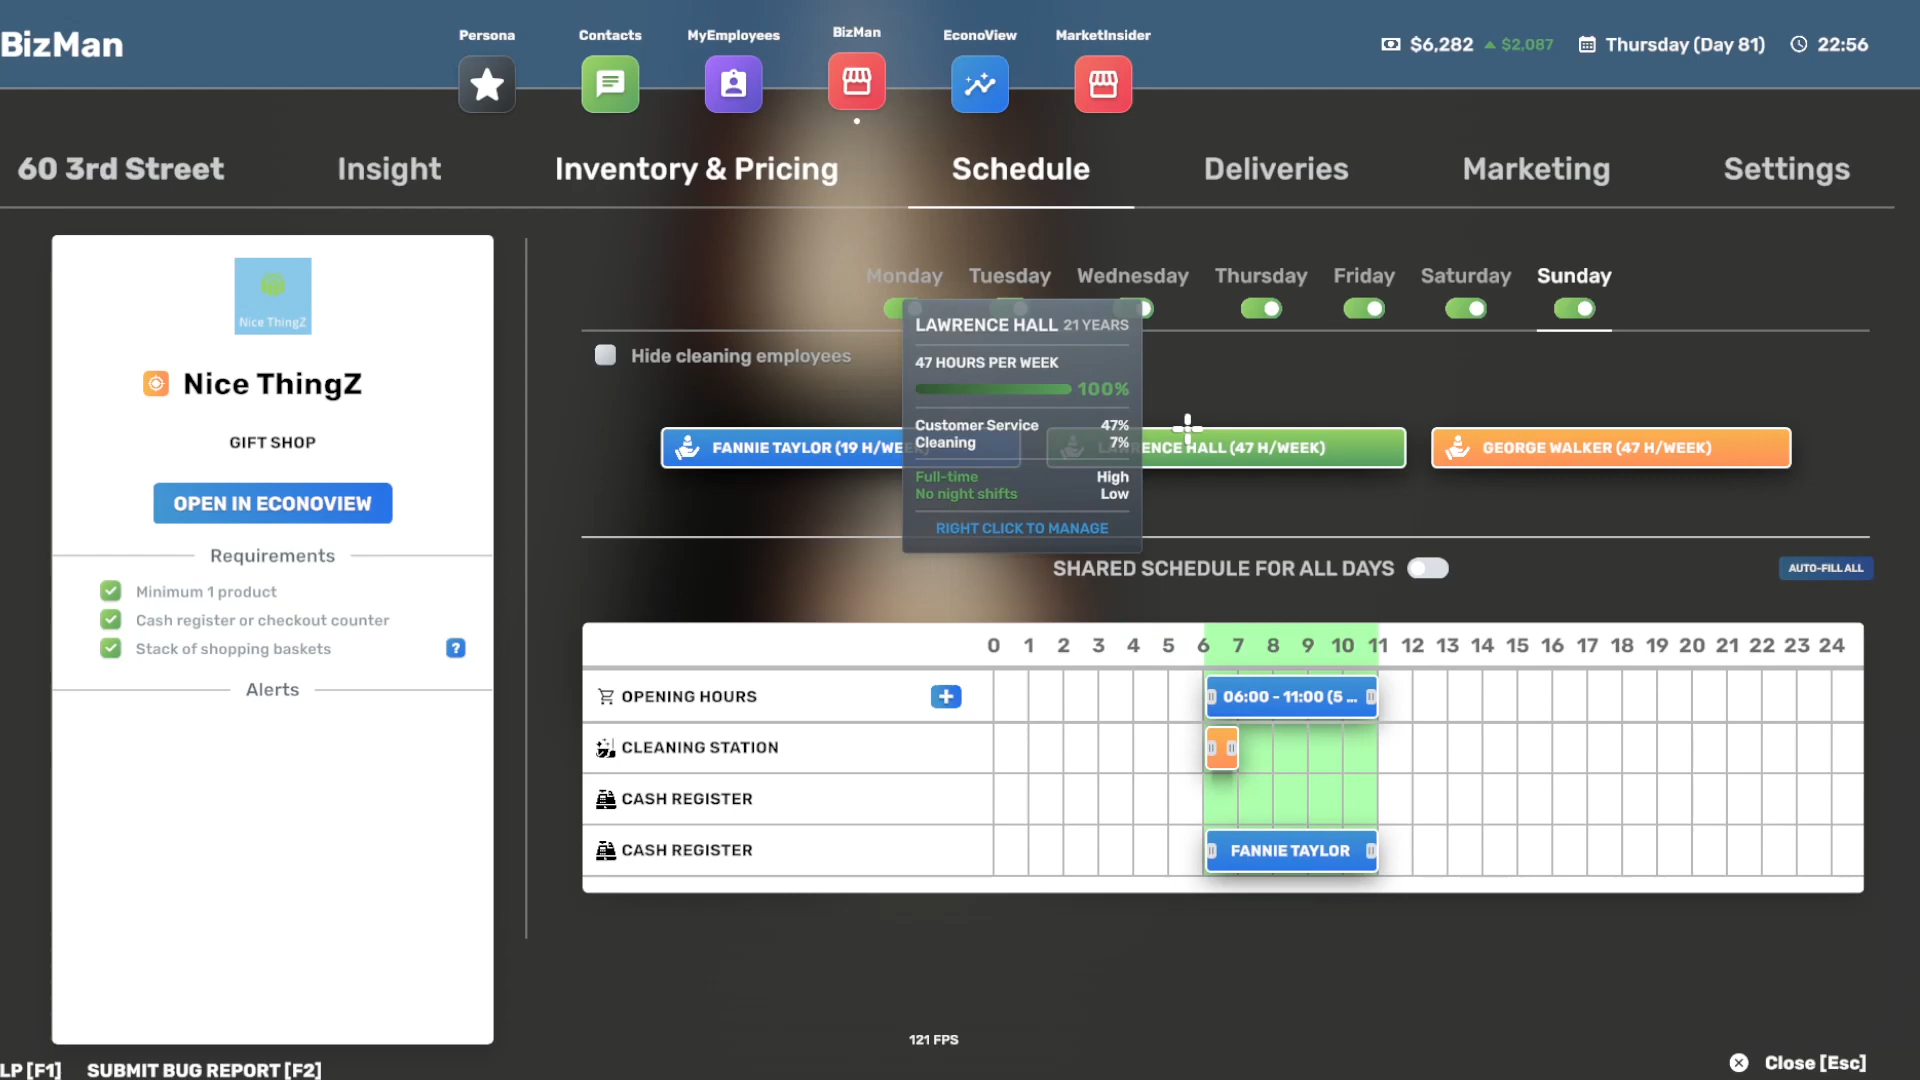 BizMan
Persona
Contacts
MyEmployees
BizMan
EconoView
MarketInsider
$6,282
$2,087
Thursday (Day 81)
22:56
60 3rd Street
Insight
Inventory & Pricing
Schedule
Deliveries
Marketing
Settings
Nice ThingZ
Nice ThingZ
GIFT SHOP
OPEN IN ECONOVIEW
Requirements
Minimum 1 product
Cash register or checkout counter
Stack of shopping baskets
?
Alerts
Monday Tuesday Wednesday Thursday Friday Saturday Sunday
Hide cleaning employees
FANNIE TAYLOR (19 H/WEEK)
LAWRENCE HALL (47 H/WEEK)
GEORGE WALKER (47 H/WEEK)
LAWRENCE HALL 21 YEARS
47 HOURS PER WEEK
100%
Customer Service 47%
Cleaning 7%
Full-time High
No night shifts Low
RIGHT CLICK TO MANAGE
SHARED SCHEDULE FOR ALL DAYS
AUTO-FILL ALL
0 1 2 3 4 5 6 7 8 9 10 11 12 13 14 15 16 17 18 19 20 21 22 23 24
OPENING HOURS
06:00 - 11:00 (5 ...
CLEANING STATION
CASH REGISTER
CASH REGISTER
FANNIE TAYLOR
121 FPS
LP [F1]
SUBMIT BUG REPORT [F2]
Close [Esc]